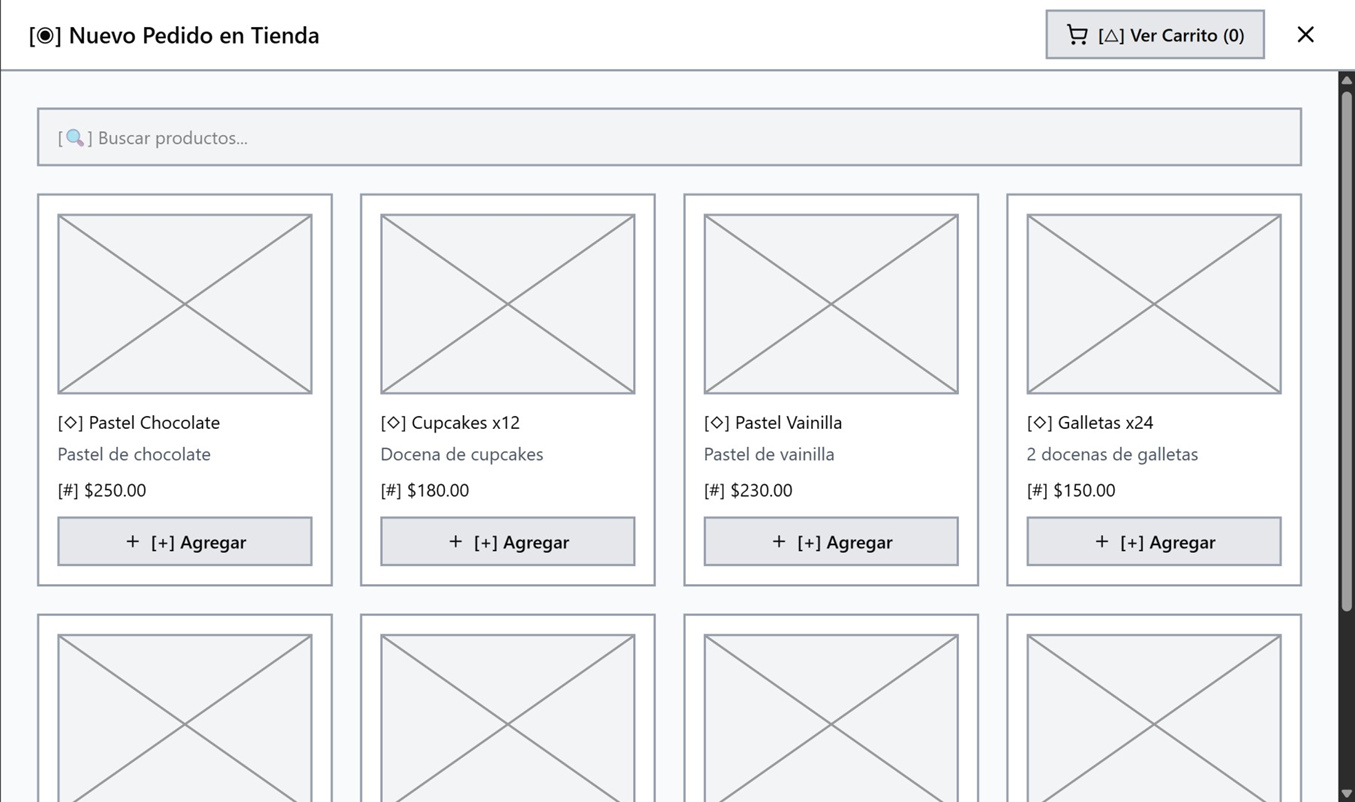 [◉] Nuevo Pedido en Tienda
[△] Ver Carrito (0)
[🔍] Buscar productos...
[◇] Pastel Chocolate
Pastel de chocolate
[#] $250.00
+ [+] Agregar
[◇] Cupcakes x12
Docena de cupcakes
[#] $180.00
+ [+] Agregar
[◇] Pastel Vainilla
Pastel de vainilla
[#] $230.00
+ [+] Agregar
[◇] Galletas x24
2 docenas de galletas
[#] $150.00
+ [+] Agregar